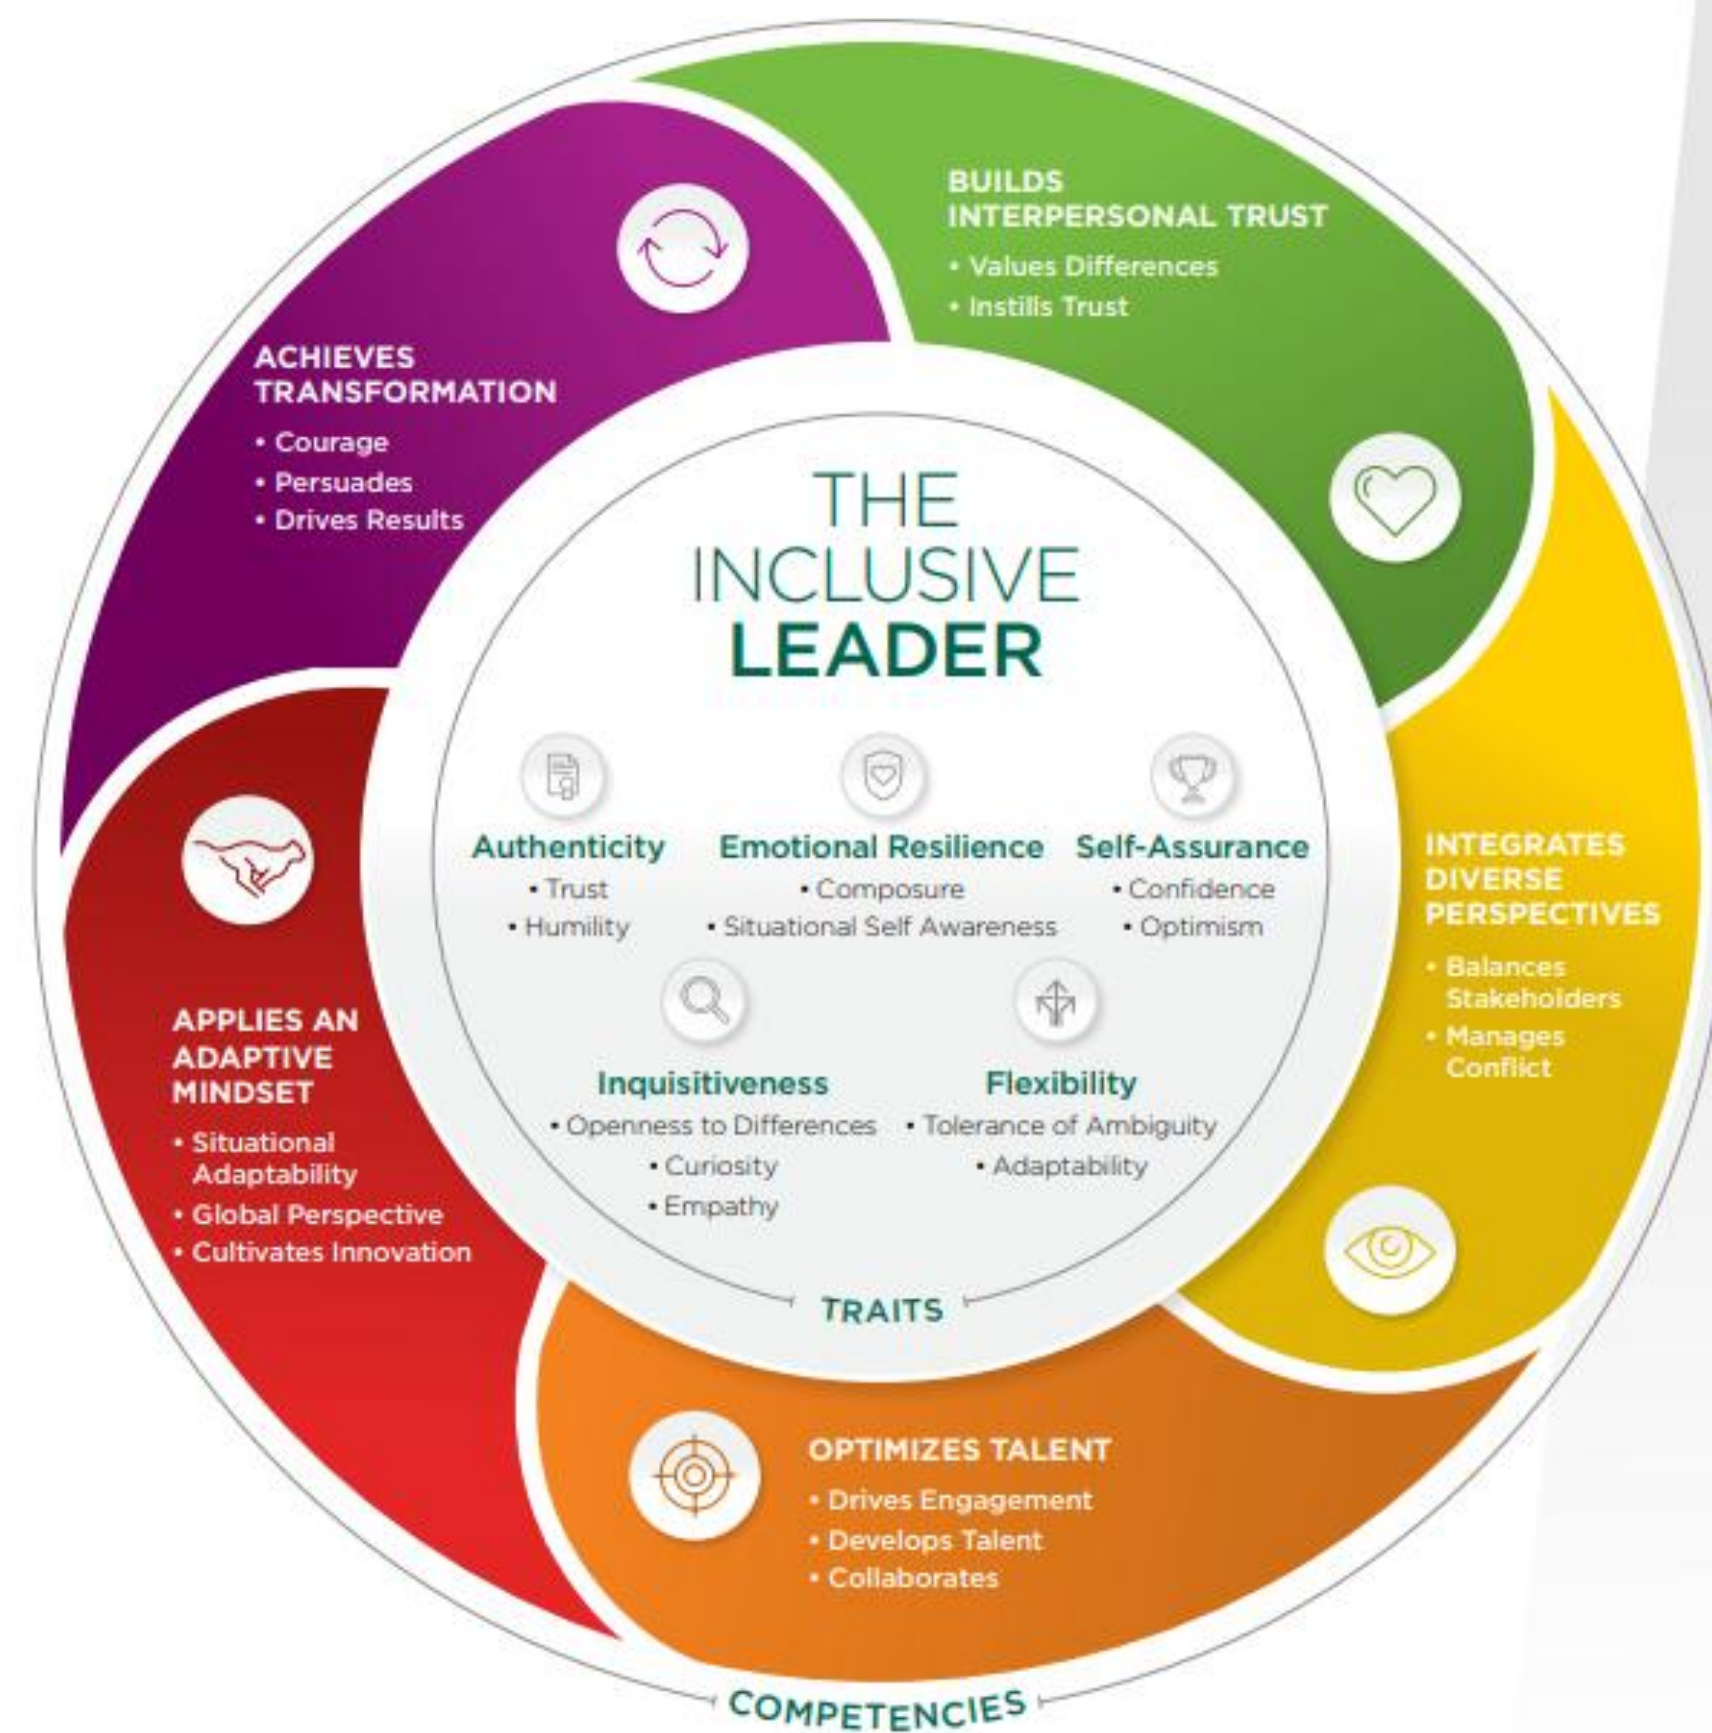 BUILDS
INTERPERSONAL TRUST
• Values Differences
• Instills Trust
ACHIEVES
TRANSFORMATION
• Courage
• Persuades
• Drives Results
THE
INCLUSIVE
LEADER
Authenticity
• Trust
• Humility
Emotional Resilience
• Composure
• Situational Self Awareness
Self-Assurance
• Confidence
• Optimism
Inquisitiveness
• Openness to Differences
• Curiosity
• Empathy
Flexibility
• Tolerance of Ambiguity
• Adaptability
TRAITS
INTEGRATES
DIVERSE
PERSPECTIVES
• Balances
Stakeholders
• Manages
Conflict
APPLIES AN
ADAPTIVE
MINDSET
• Situational
Adaptability
• Global Perspective
• Cultivates Innovation
OPTIMIZES TALENT
• Drives Engagement
• Develops Talent
• Collaborates
COMPETENCIES